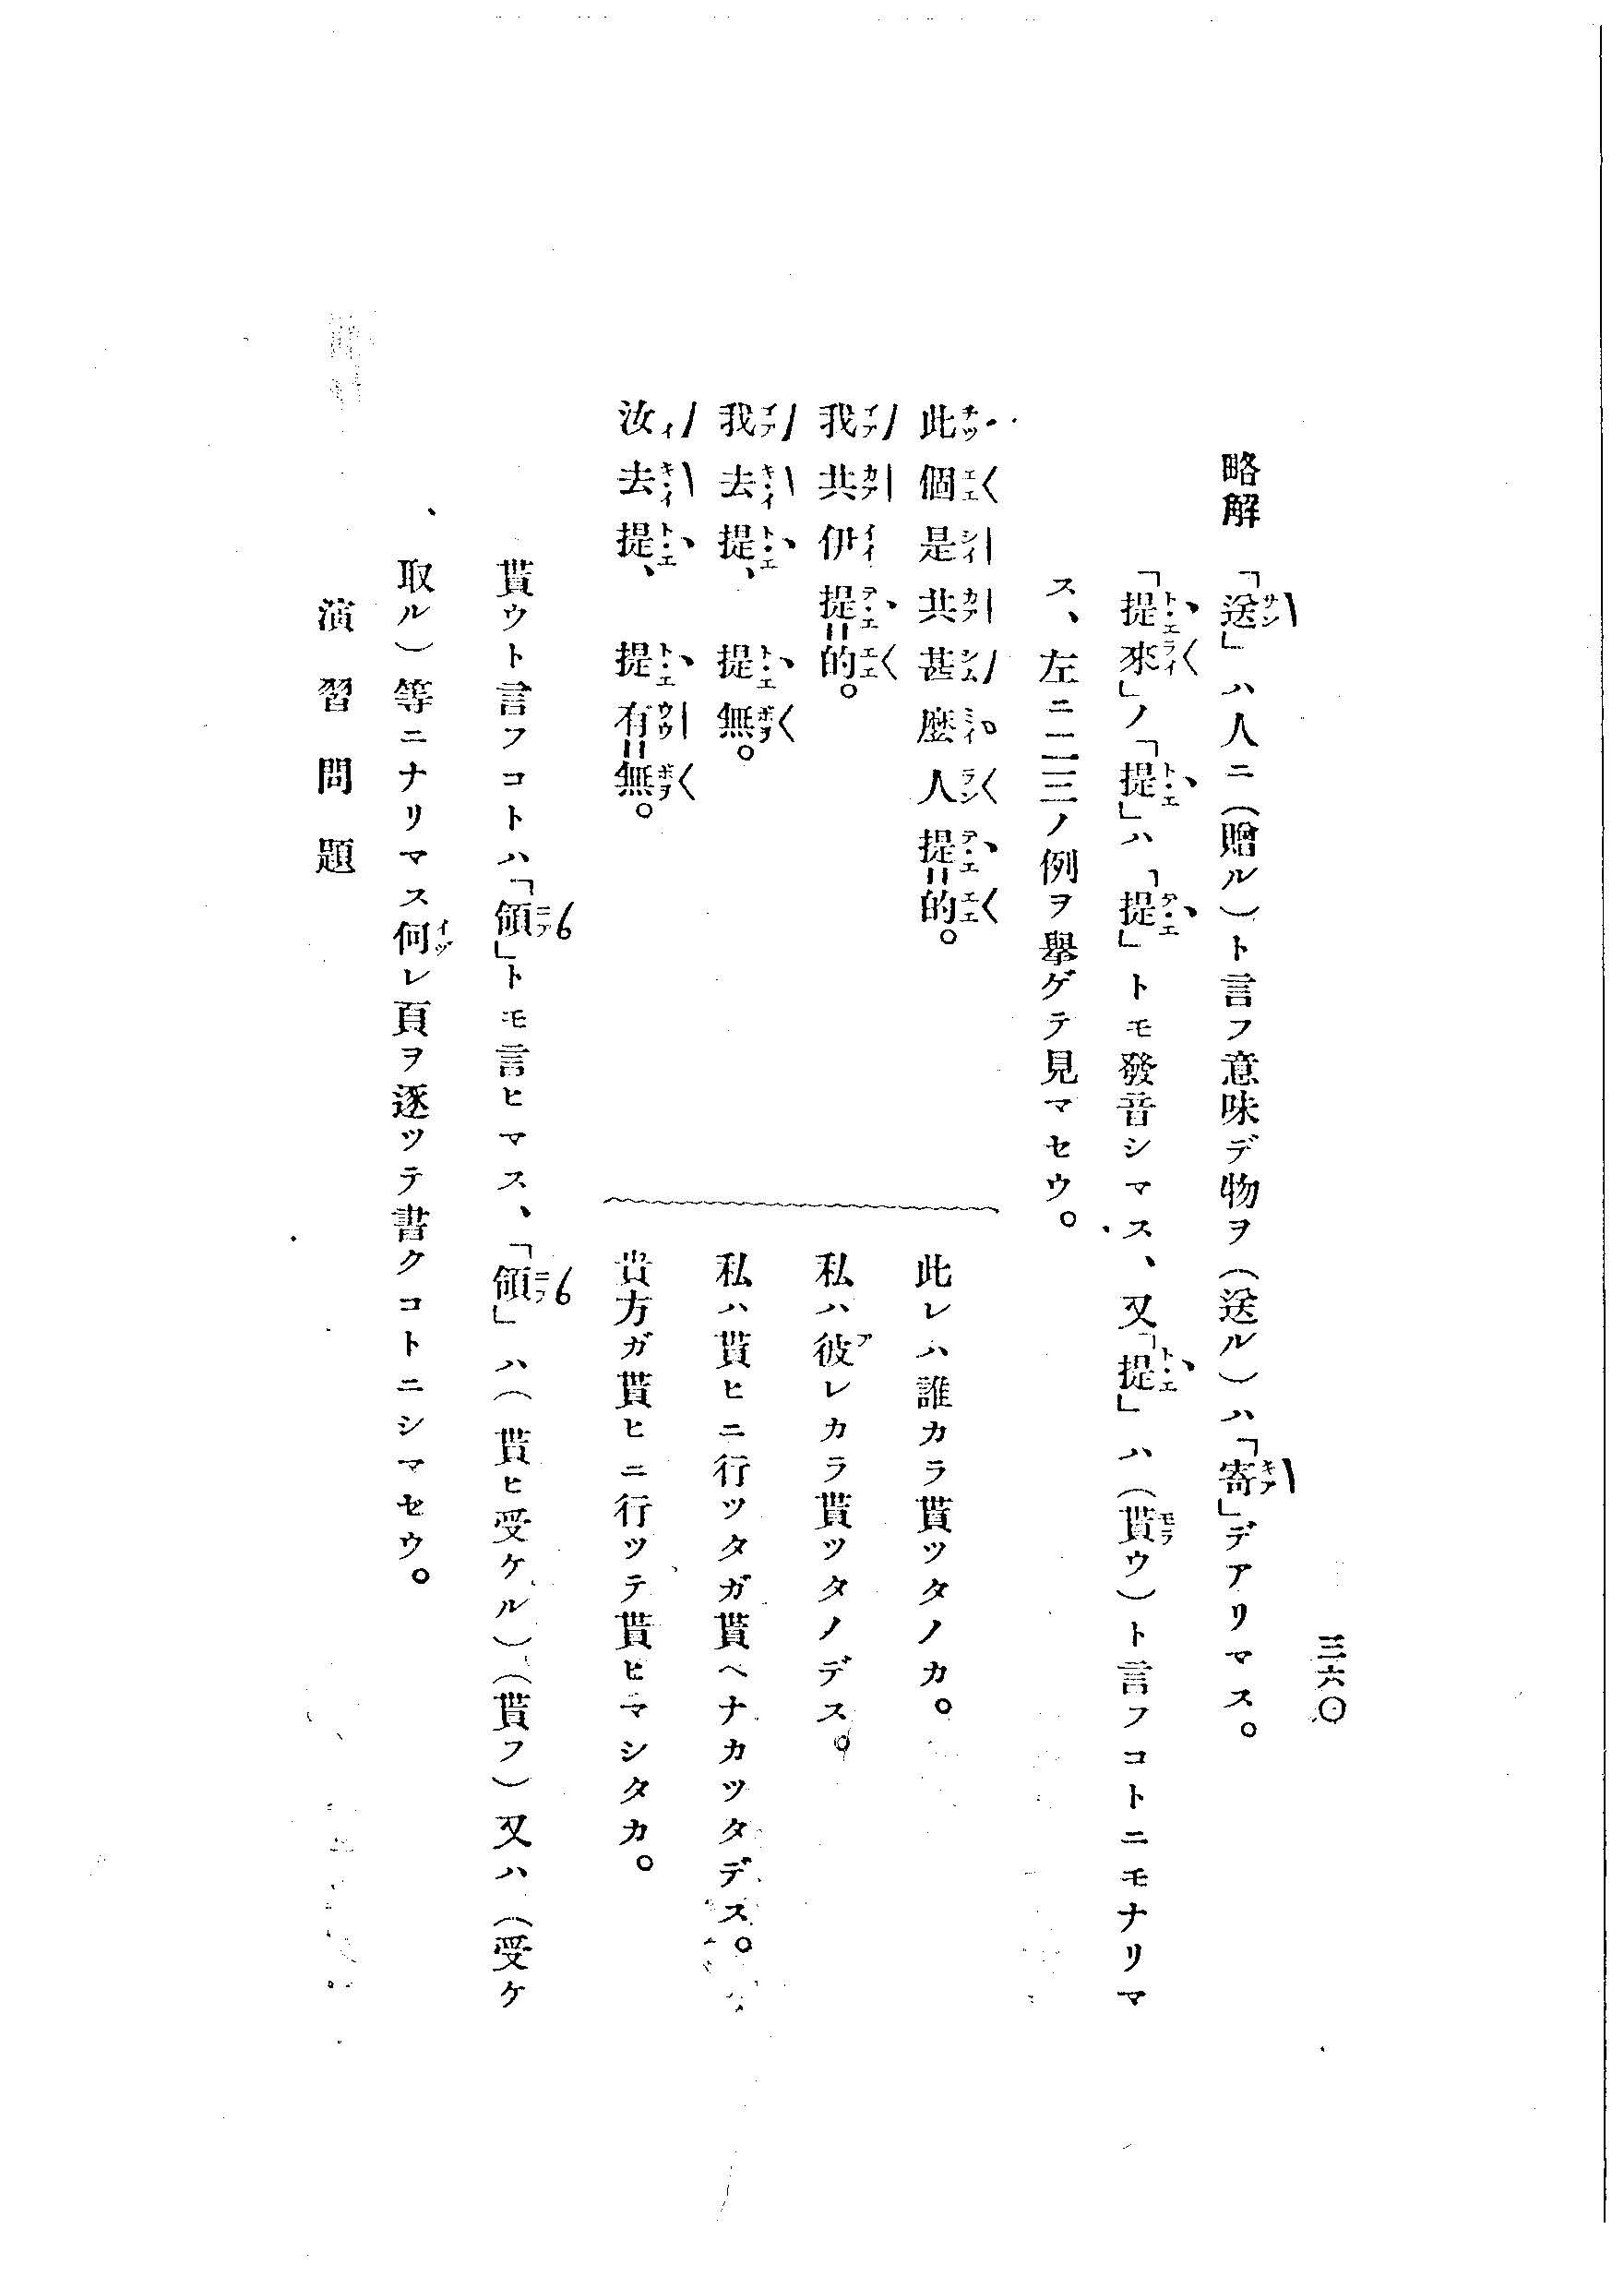 三六〇
略解 「送」ハ人ニ(贈ル)ト言フ意味デ物ヲ(送ル)ハ「寄」デアリマス。
「提來」ノ「提」ハ「提」トモ發音シマス、又「提」ハ(貰ウ)ト言フコトニモナリマ
ス、左ニ二三ノ例ヲ擧ゲテ見マセウ。
此個是共甚麼人提=的。 此レハ誰カラ貰ツタノカ。
我共伊提=的。 私ハ彼レカラ貰ツタノデス。
我去提、提無。 私ハ貰ヒニ行ツタガ貰ヘナカツタデス。
汝去提、提有=無。 貴方ガ貰ヒニ行ツテ貰ヒマシタカ。
貰ウト言フコトハ「領」トモ言ヒマス、「領」ハ(貰ヒ受ケル)(貰フ)又ハ(受ケ
取ル)等ニナリマス何レ頁ヲ逐ツテ書クコトニシマセウ。
演習問題